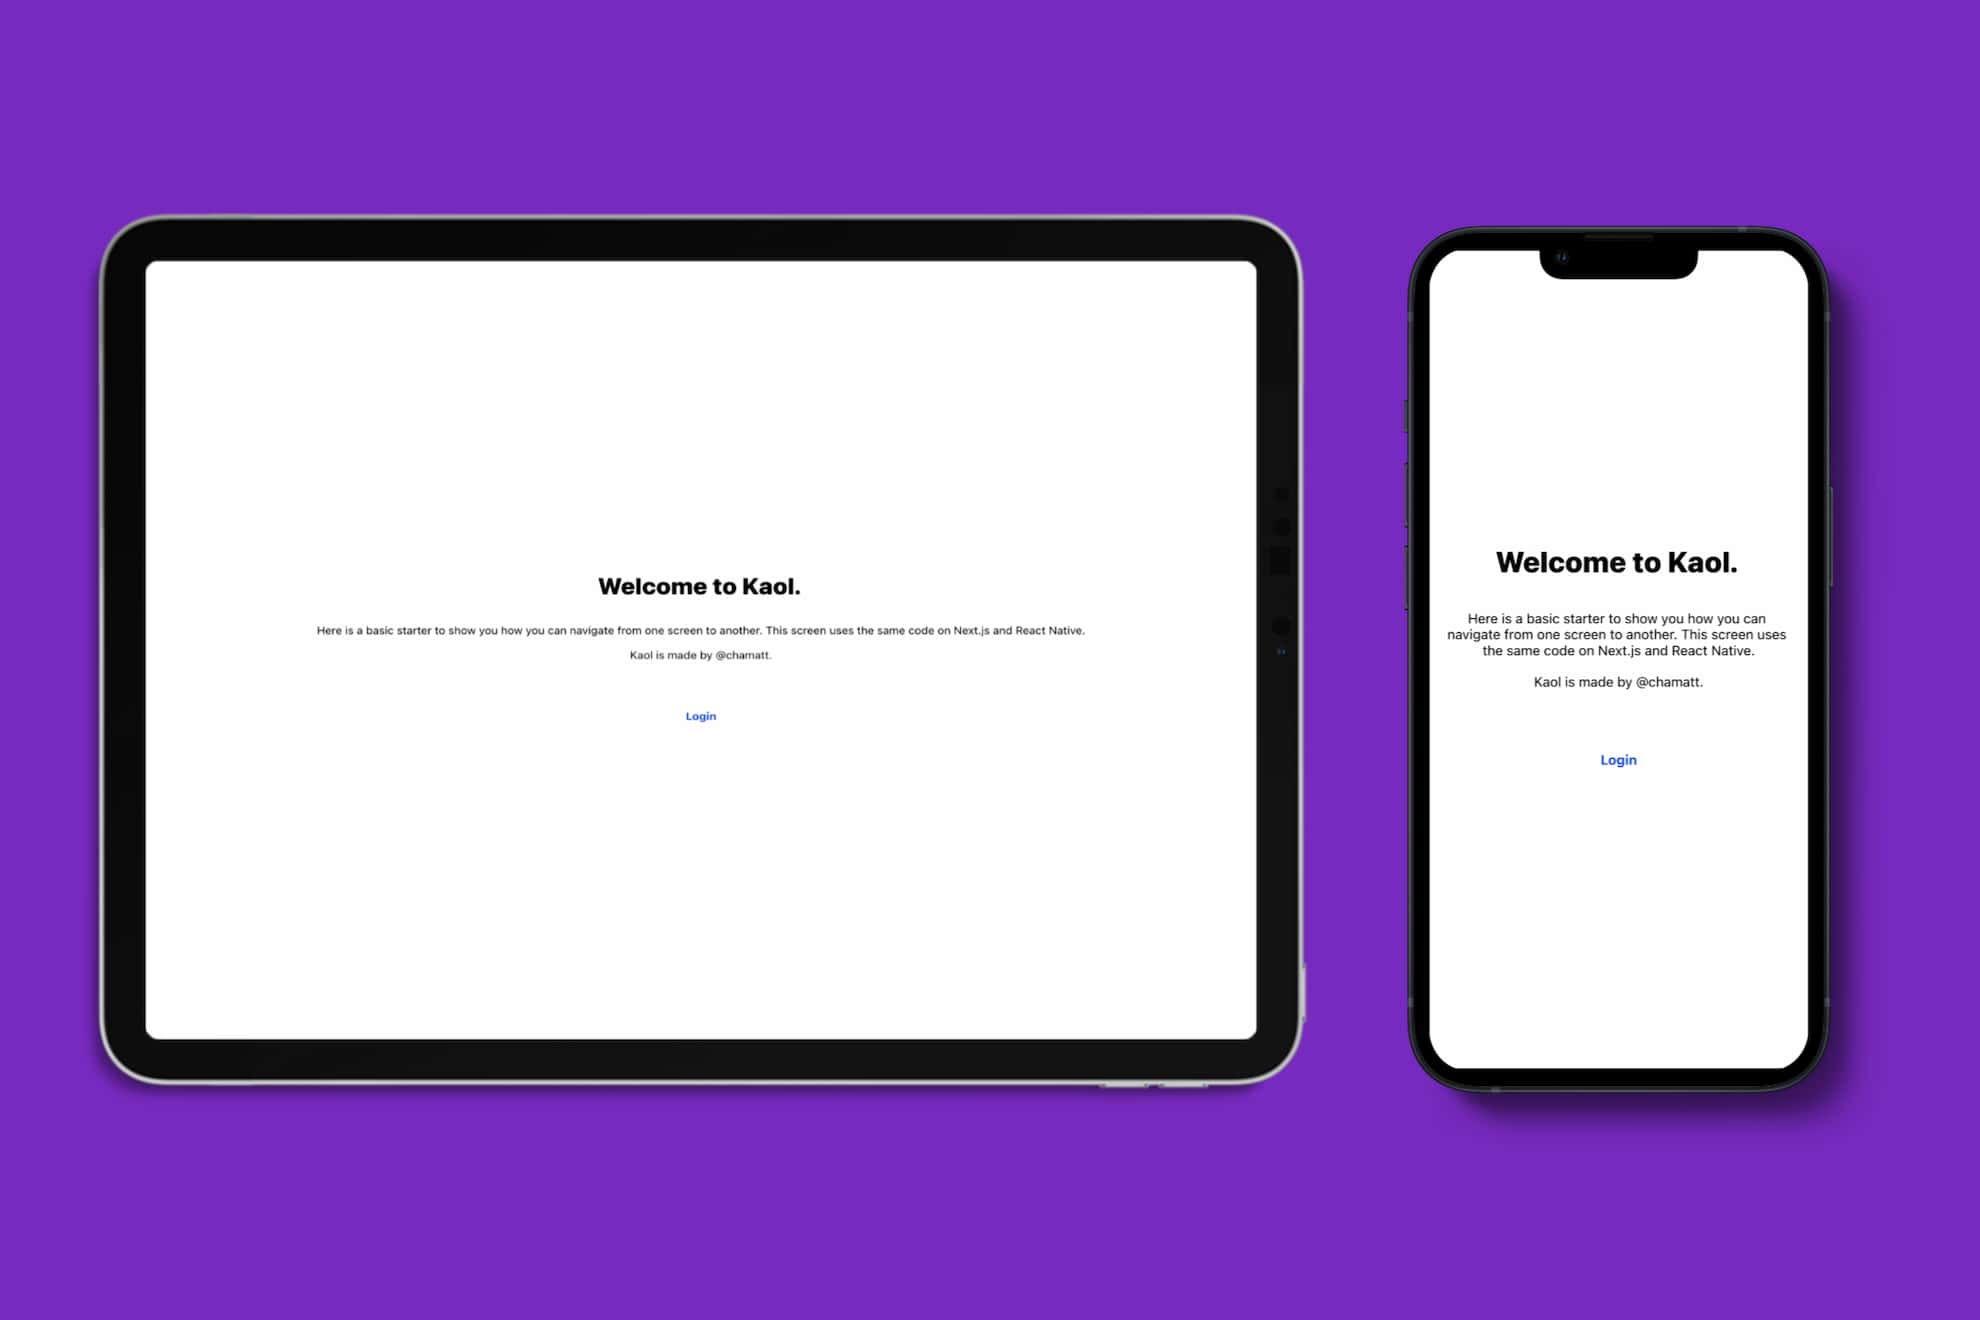 Welcome to Kaol.
Here is a basic starter to show you how you can navigate from one screen to another. This screen uses the same code on Next.js and React Native.
Kaol is made by @chamatt.
Login
Welcome to Kaol.
Here is a basic starter to show you how you can
navigate from one screen to another. This screen uses
the same code on Next.js and React Native.
Kaol is made by @chamatt.
Login